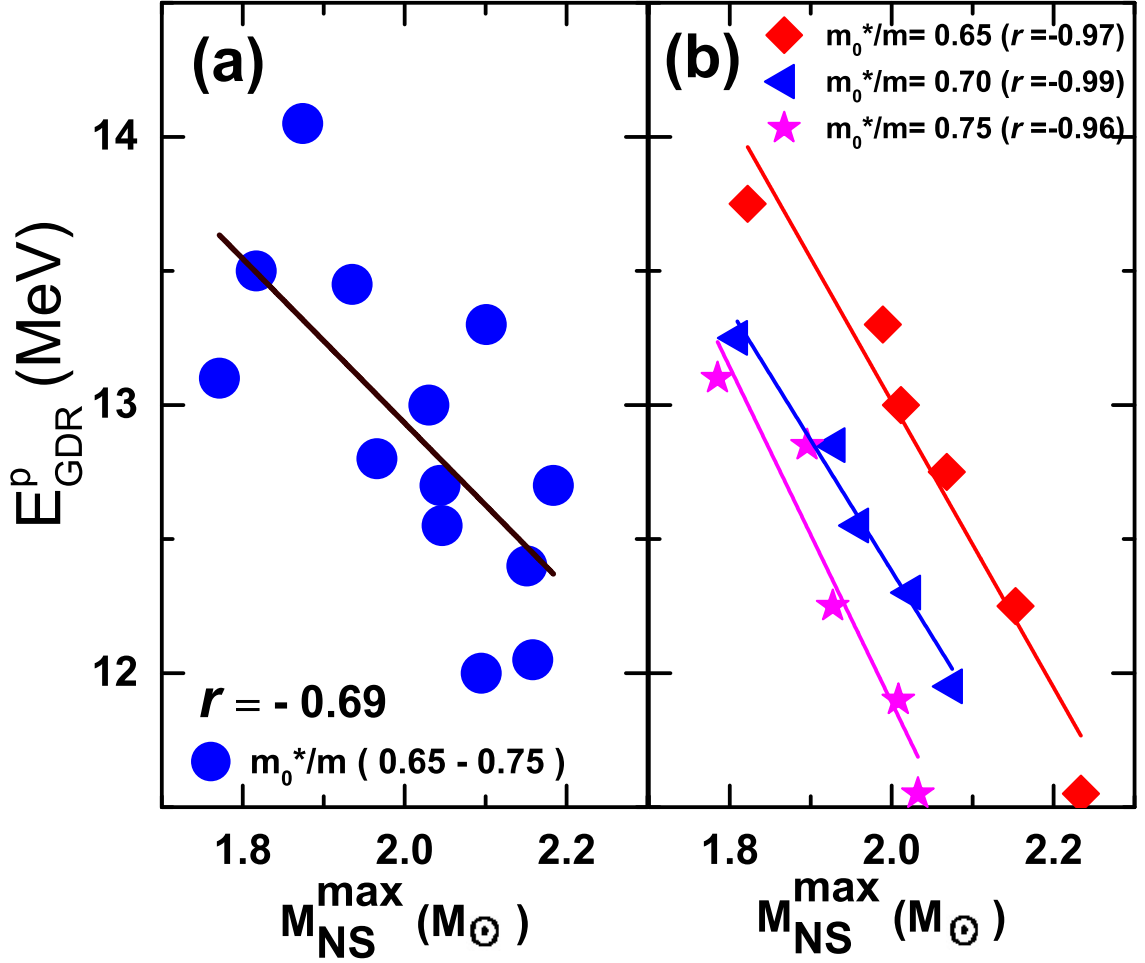 (a)
(b)
m₀*/m= 0.65 (r =-0.97)
m₀*/m= 0.70 (r =-0.99)
m₀*/m= 0.75 (r =-0.96)
14
13
12
E^p_GDR (MeV)
r = - 0.69
m₀*/m ( 0.65 - 0.75 )
1.8 2.0 2.2
1.8 2.0 2.2
M^max_NS (M⊙)
M^max_NS (M⊙)